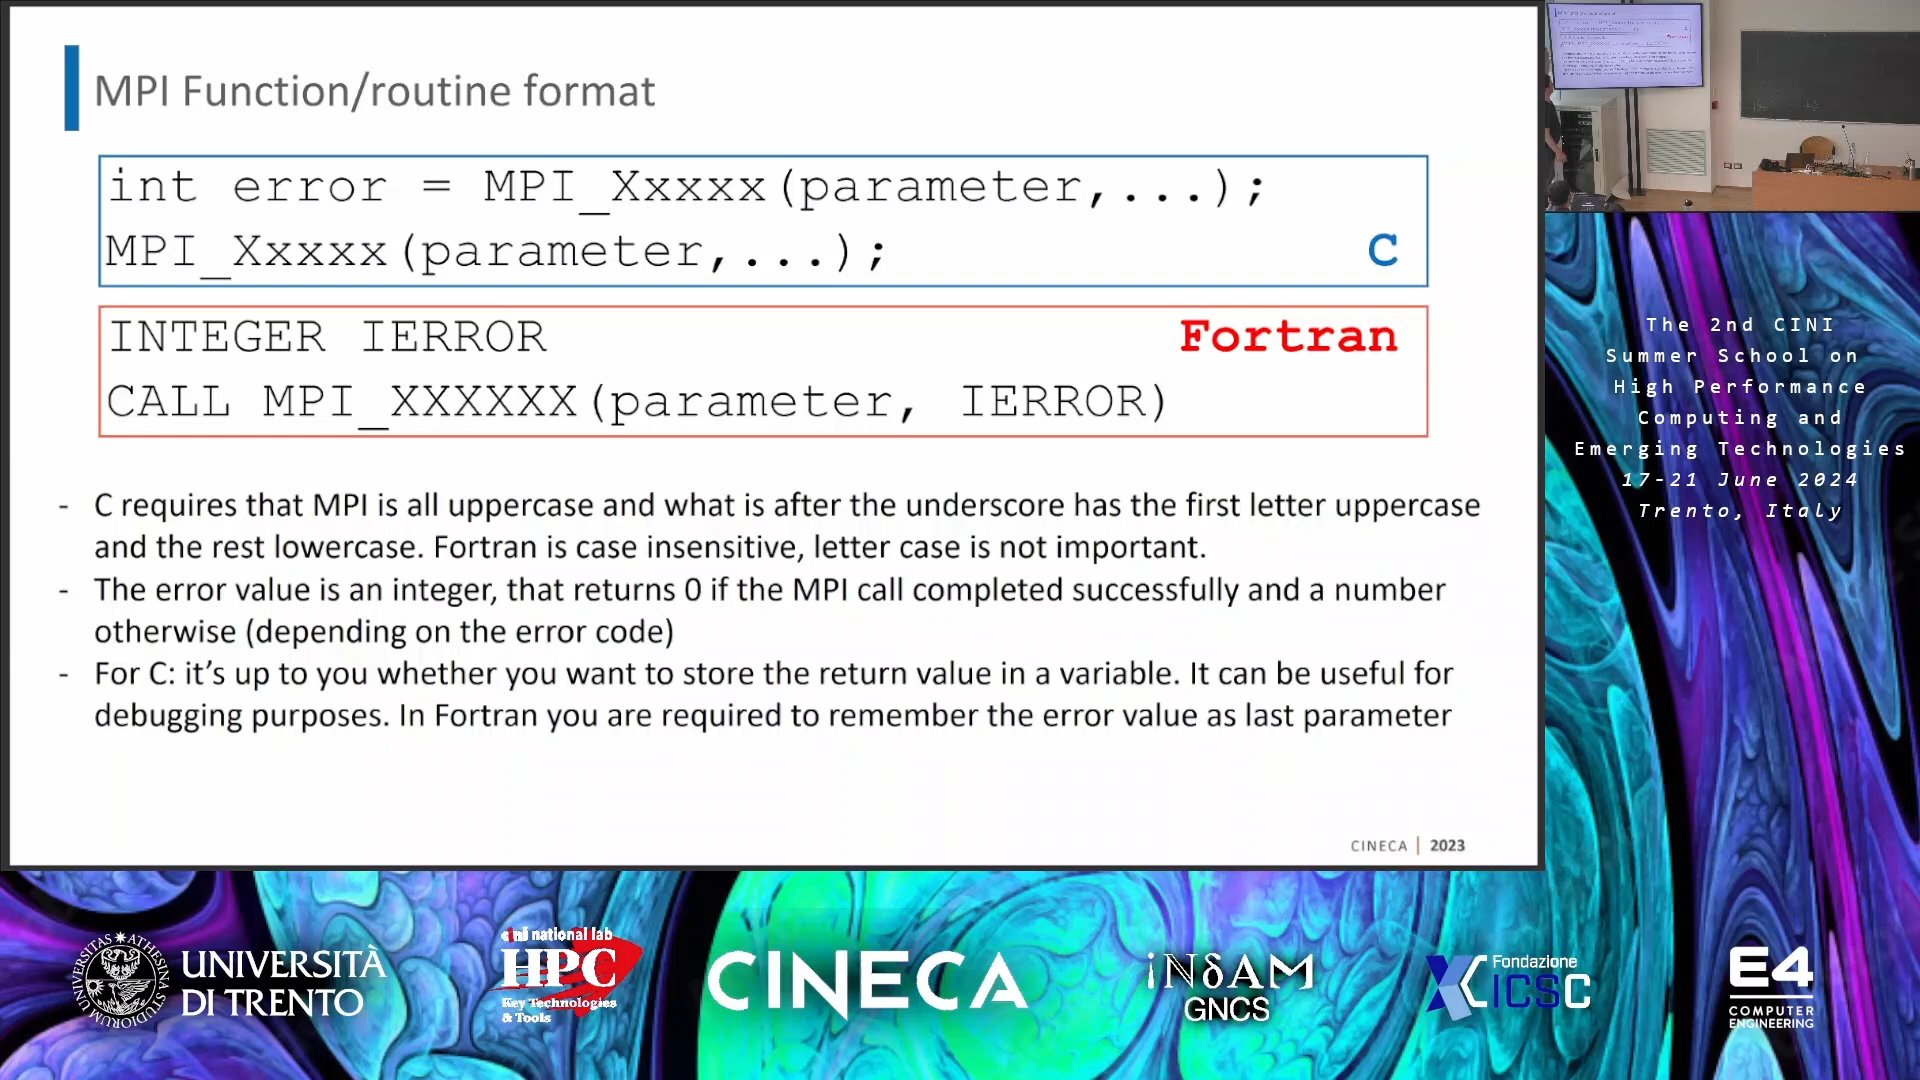 MPI Function/routine format
int error = MPI_Xxxxx(parameter,...);
MPI_Xxxxx(parameter,...);
C
INTEGER IERROR
Fortran
CALL MPI_XXXXXX(parameter, IERROR)
- C requires that MPI is all uppercase and what is after the underscore has the first letter uppercase
and the rest lowercase. Fortran is case insensitive, letter case is not important.
- The error value is an integer, that returns 0 if the MPI call completed successfully and a number
otherwise (depending on the error code)
- For C: it’s up to you whether you want to store the return value in a variable. It can be useful for
debugging purposes. In Fortran you are required to remember the error value as last parameter
CINECA | 2023
The 2nd CINI
Summer School on
High Performance
Computing and
Emerging Technologies
17-21 June 2024
Trento, Italy
UNIVERSITÀ
DI TRENTO
cini national lab
HPC
Key Technologies
& Tools
CINECA
iNδAM
GNCS
Fondazione
ICSC
E4
COMPUTER
ENGINEERING